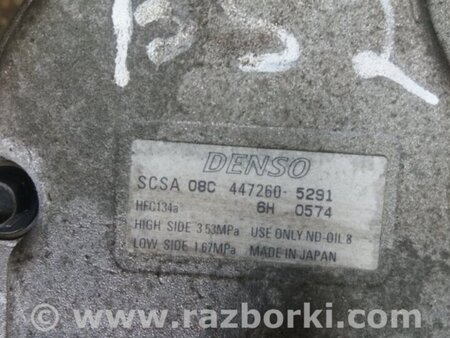 BS2
DENSO
SCSA 08C 447260-5291
HFC134a 6H 0574
HIGH SIDE 3.53MPa USE ONLY ND-OIL 8
LOW SIDE 1.67MPa MADE IN JAPAN
© www.razborki.com/